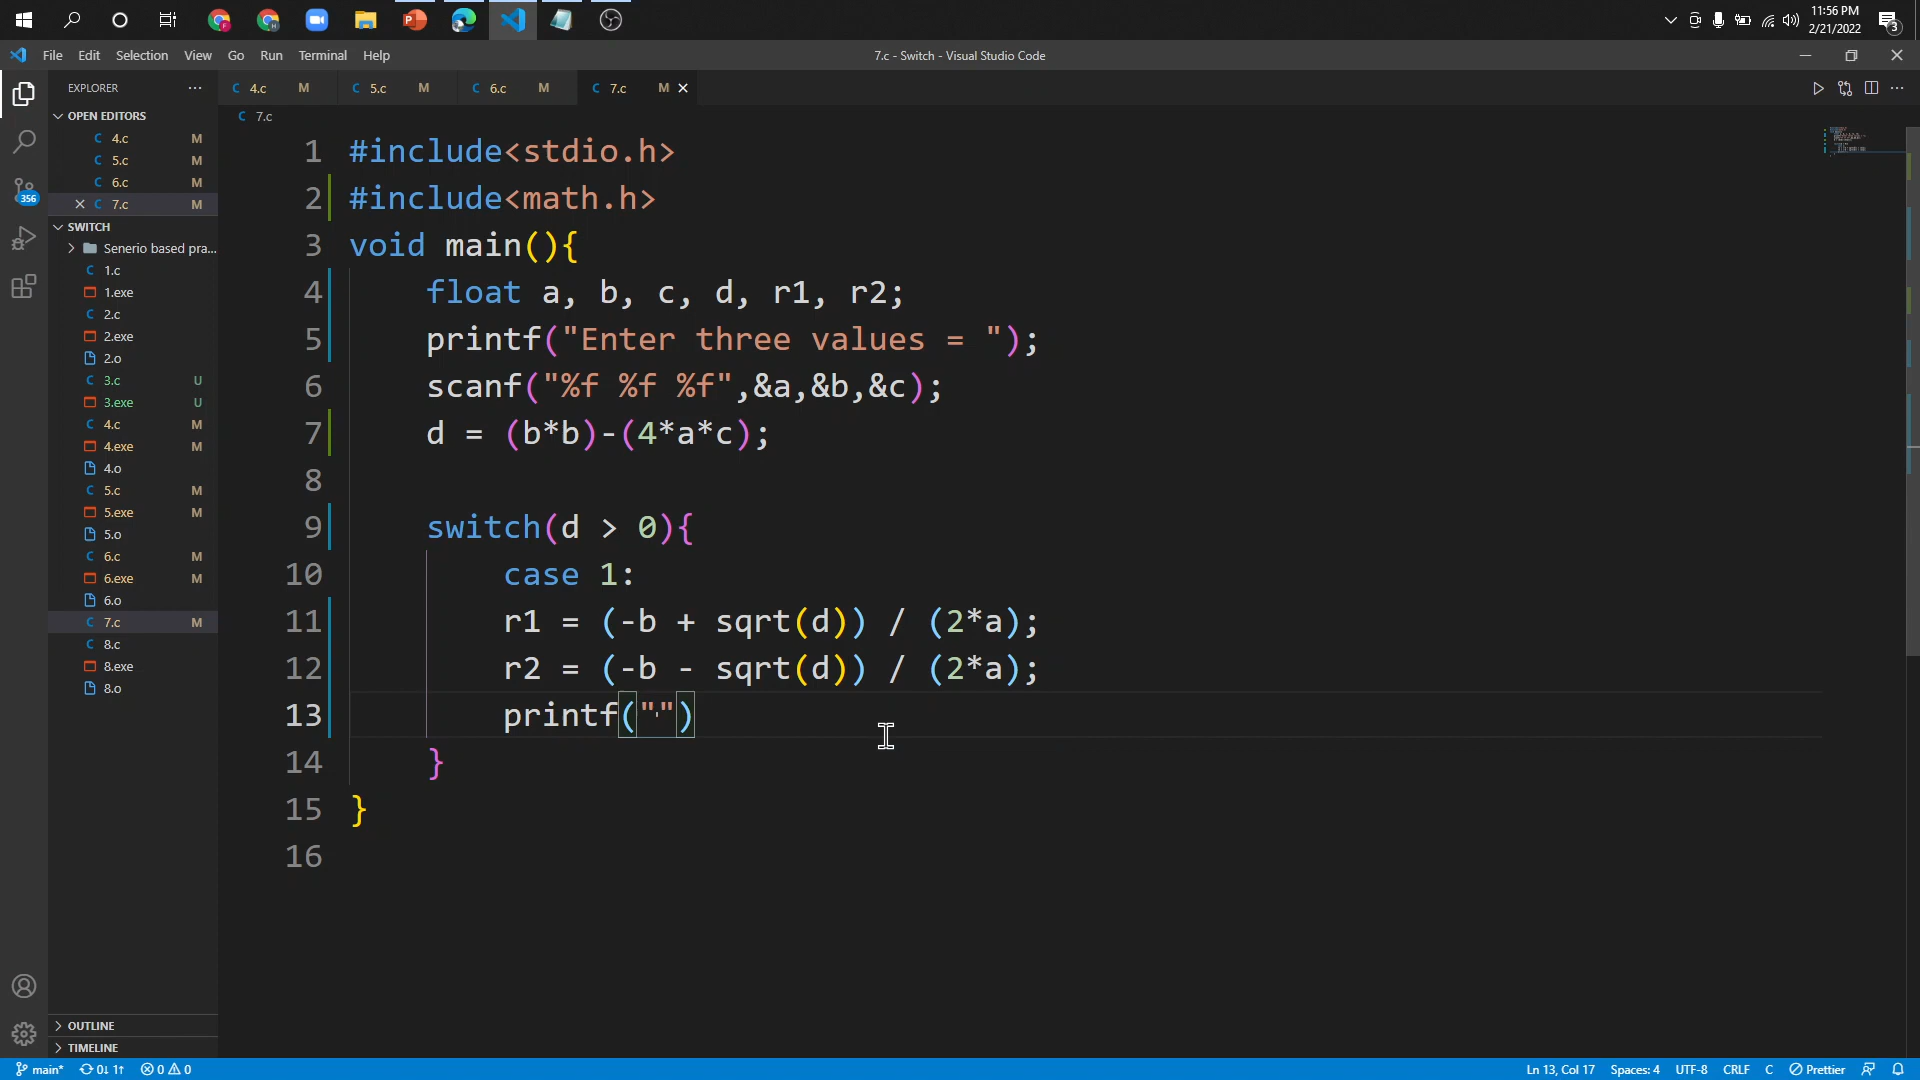 11:56 PM
2/21/2022
3
File Edit Selection View Go Run Terminal Help
7.c - Switch - Visual Studio Code
EXPLORER
4.c M 5.c M 6.c M 7.c M
OPEN EDITORS
4.c M
5.c M
6.c M
7.c M
356
SWITCH
Senerio based pra...
1.c
1.exe
2.c
2.exe
2.o
3.c U
3.exe U
4.c M
4.exe M
4.o
5.c M
5.exe M
5.o
6.c M
6.exe M
6.o
7.c M
8.c
8.exe
8.o
OUTLINE
TIMELINE
7.c
1 #include<stdio.h>
2 #include<math.h>
3 void main(){
4     float a, b, c, d, r1, r2;
5     printf("Enter three values = ");
6     scanf("%f %f %f",&a,&b,&c);
7     d = (b*b)-(4*a*c);
8
9     switch(d > 0){
10         case 1:
11         r1 = (-b + sqrt(d)) / (2*a);
12         r2 = (-b - sqrt(d)) / (2*a);
13         printf(" ")
14     }
15 }
16
main* 0↓ 1↑ 0 0
Ln 13, Col 17 Spaces: 4 UTF-8 CRLF C Prettier